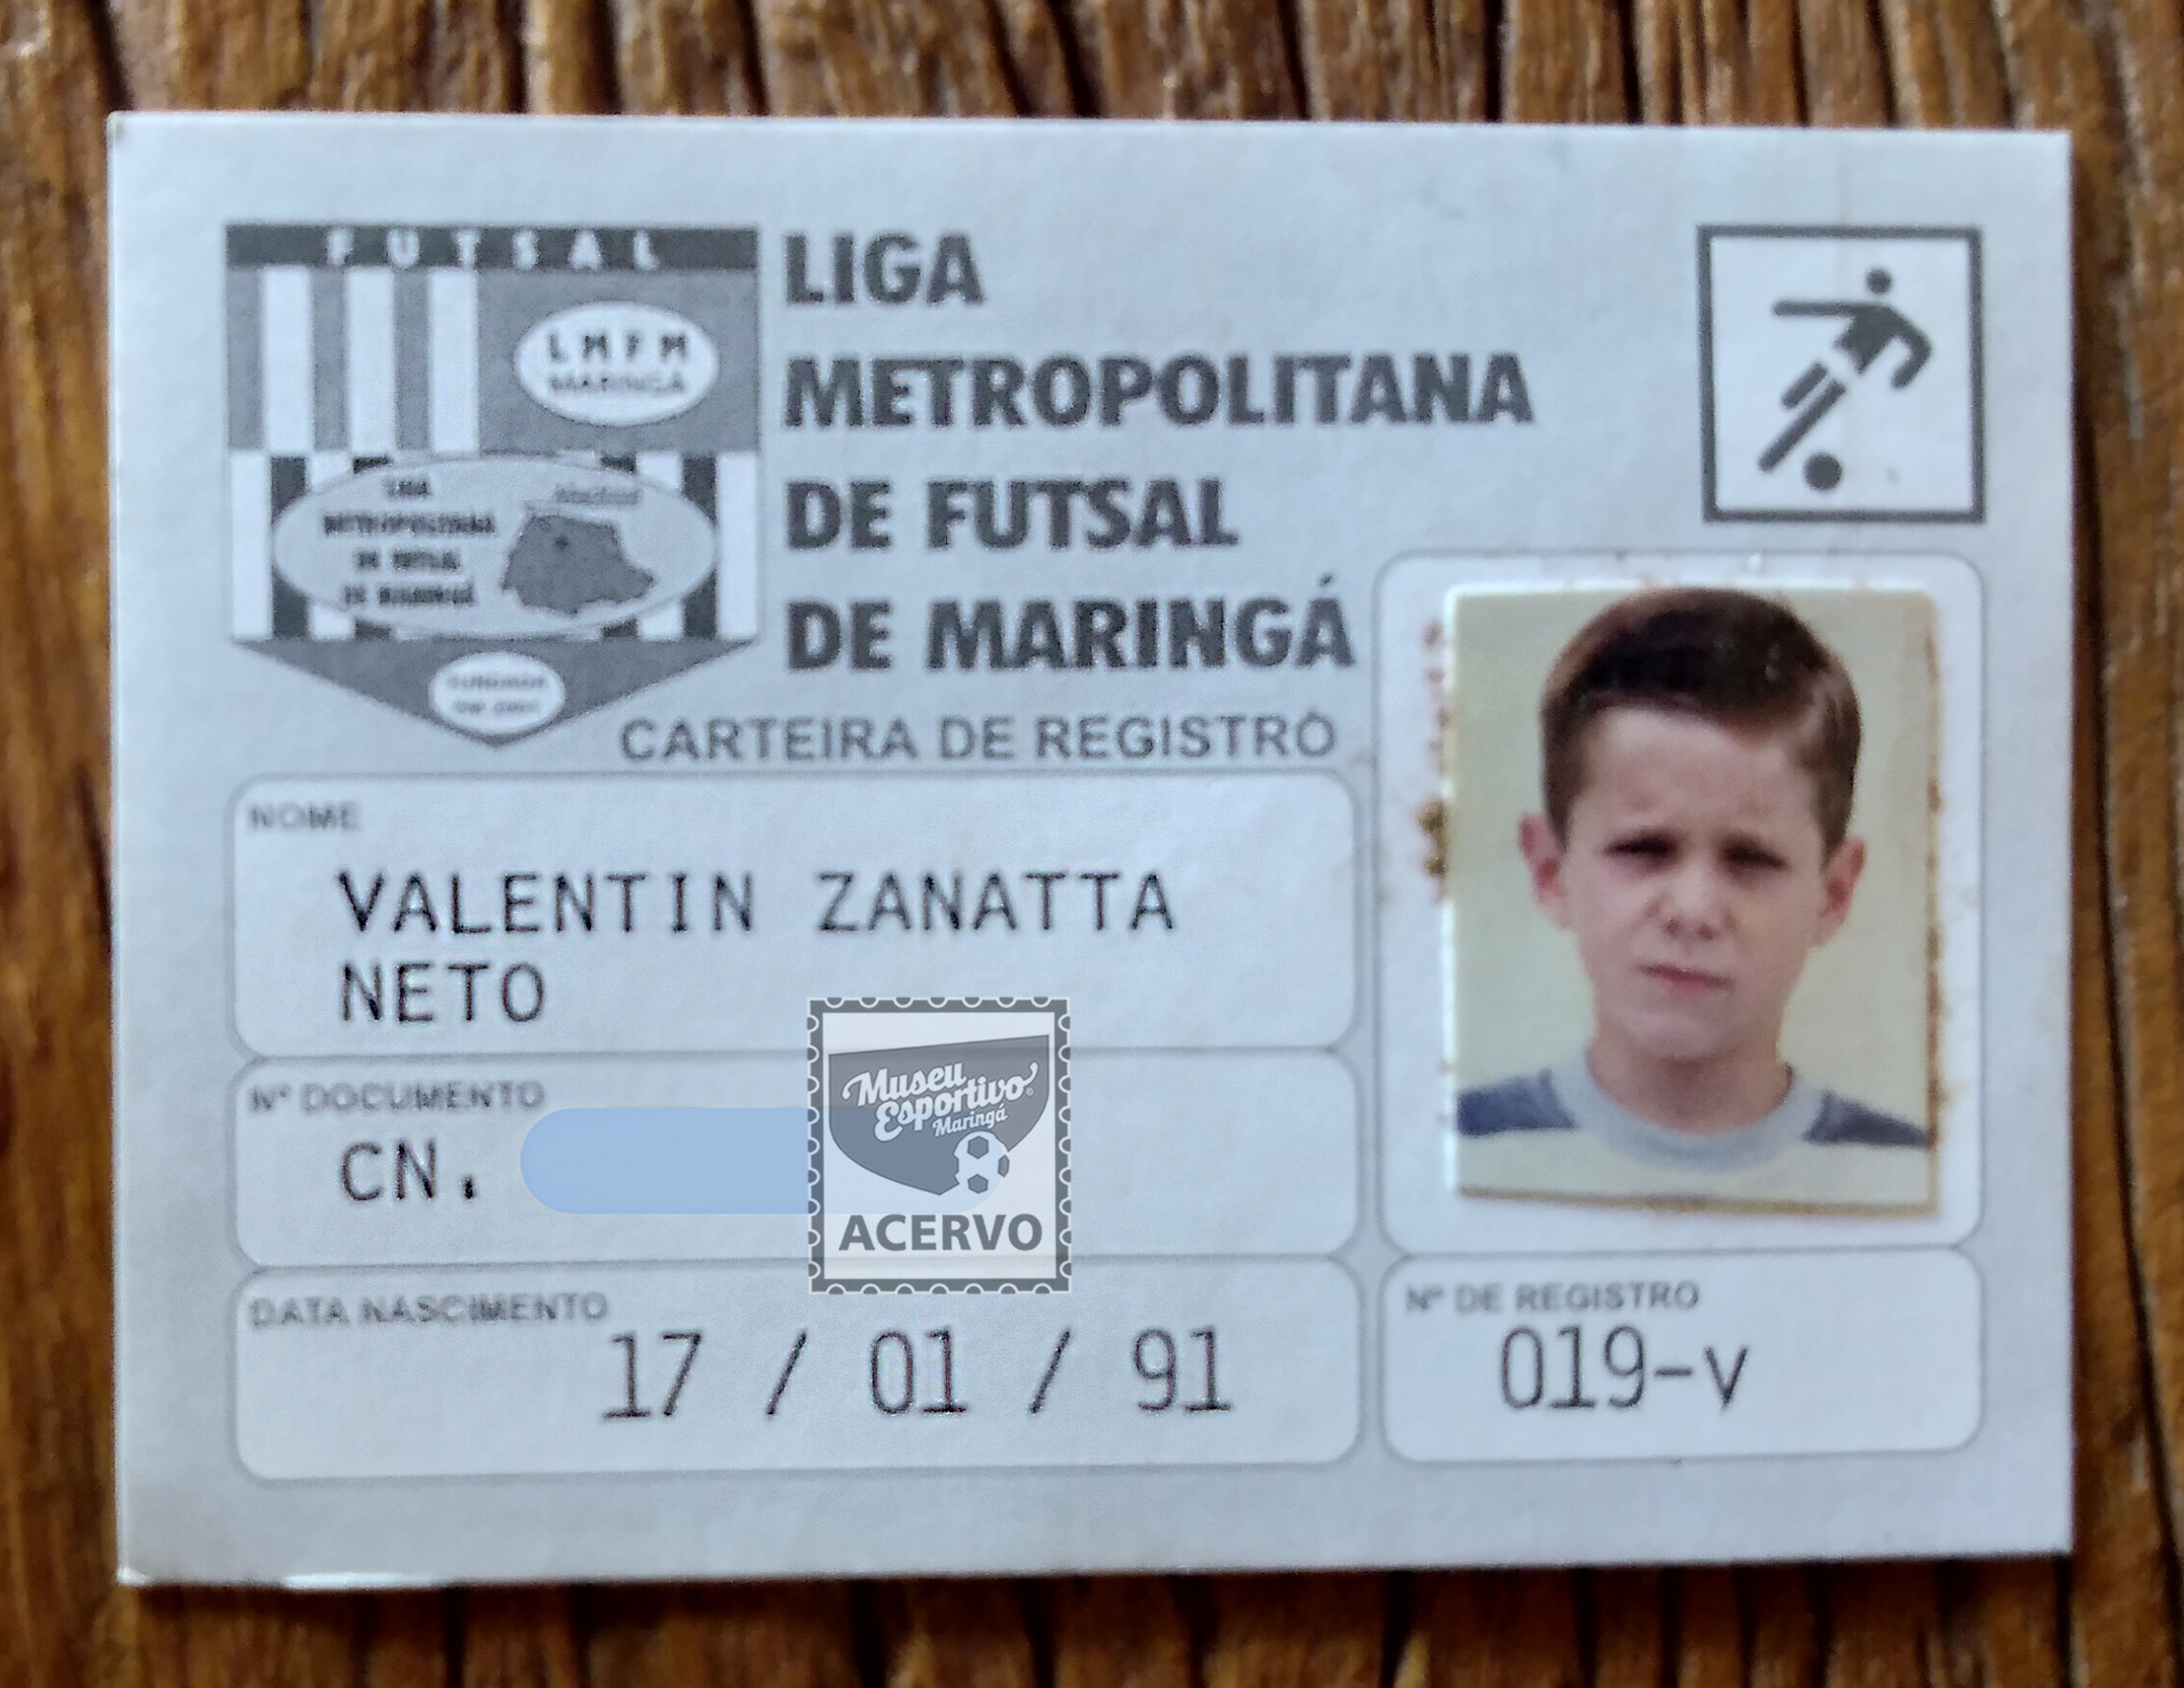 FUTSAL
LMFM
MARINGÁ
LIGA
METROPOLITANA
DE FUTSAL
DE MARINGÁ
LIGA
METROPOLITANA
DE FUTSAL
DE MARINGÁ
CARTEIRA DE REGISTRO
NOME
VALENTIN ZANATTA
NETO
Nº DOCUMENTO
CN.
Museu
Esportivo
Maringá
ACERVO
DATA NASCIMENTO
17 / 01 / 91
Nº DE REGISTRO
019-V